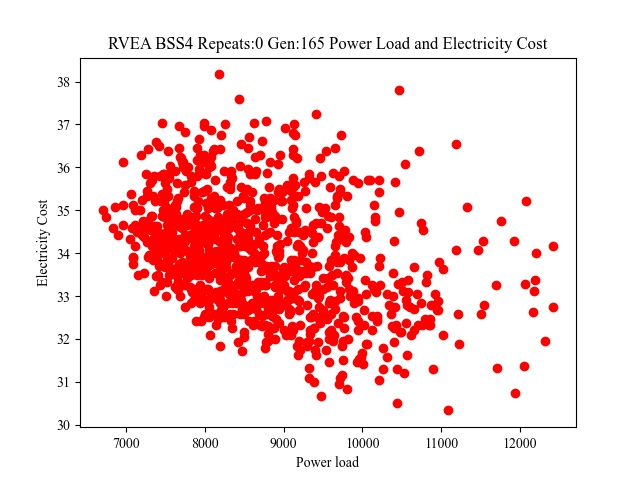 RVEA BSS4 Repeats:0 Gen:165 Power Load and Electricity Cost
38
37
36
35
34
33
32
31
30
Electricity Cost
7000 8000 9000 10000 11000 12000
Power load